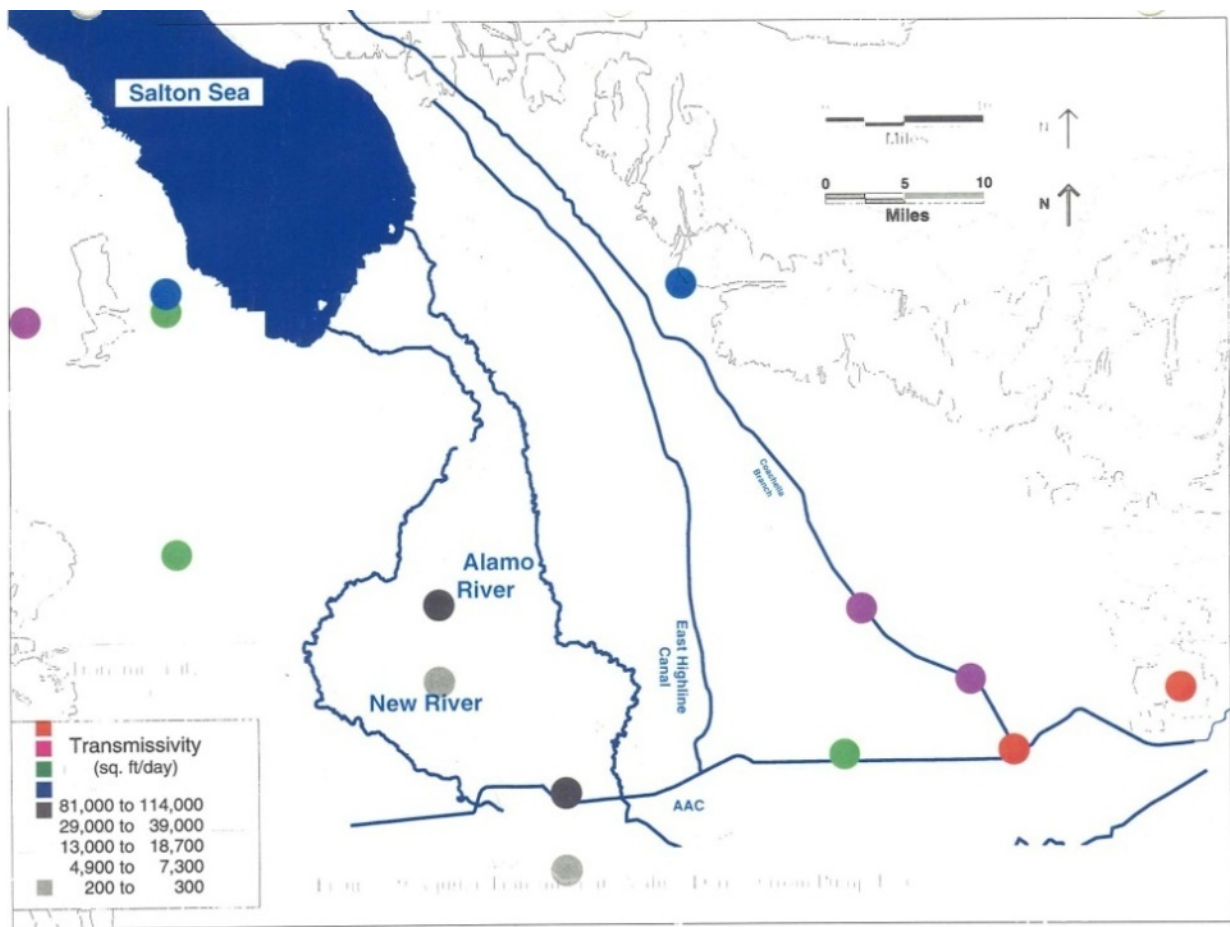 Salton Sea
Miles
N
0 5 10
Miles
N
Coachella
Branch
Alamo
River
East Highline
Canal
New River
AAC
Transmissivity
(sq. ft/day)
81,000 to 114,000
29,000 to 39,000
13,000 to 18,700
4,900 to 7,300
200 to 300